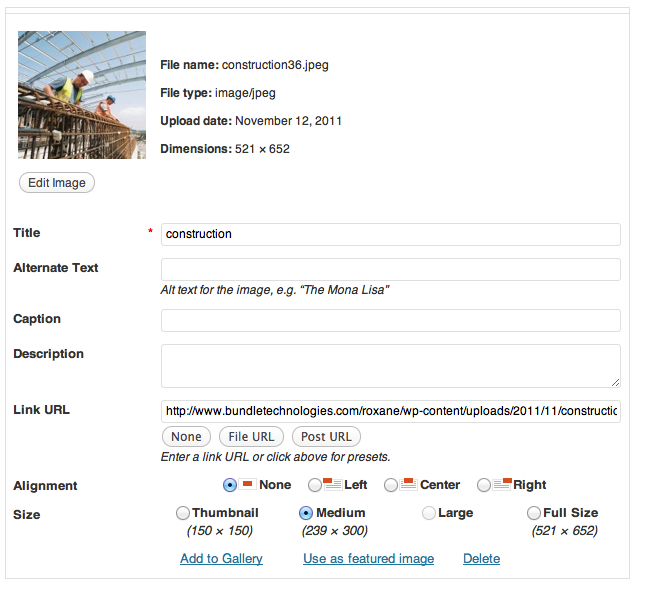 File name: construction36.jpeg
File type: image/jpeg
Upload date: November 12, 2011
Dimensions: 521 × 652
Edit Image
Title * construction
Alternate Text
Alt text for the image, e.g. “The Mona Lisa”
Caption
Description
Link URL http://www.bundletechnologies.com/roxane/wp-content/uploads/2011/11/constructic
None File URL Post URL
Enter a link URL or click above for presets.
Alignment None Left Center Right
Size Thumbnail Medium Large Full Size
(150 × 150) (239 × 300) (521 × 652)
Add to Gallery Use as featured image Delete